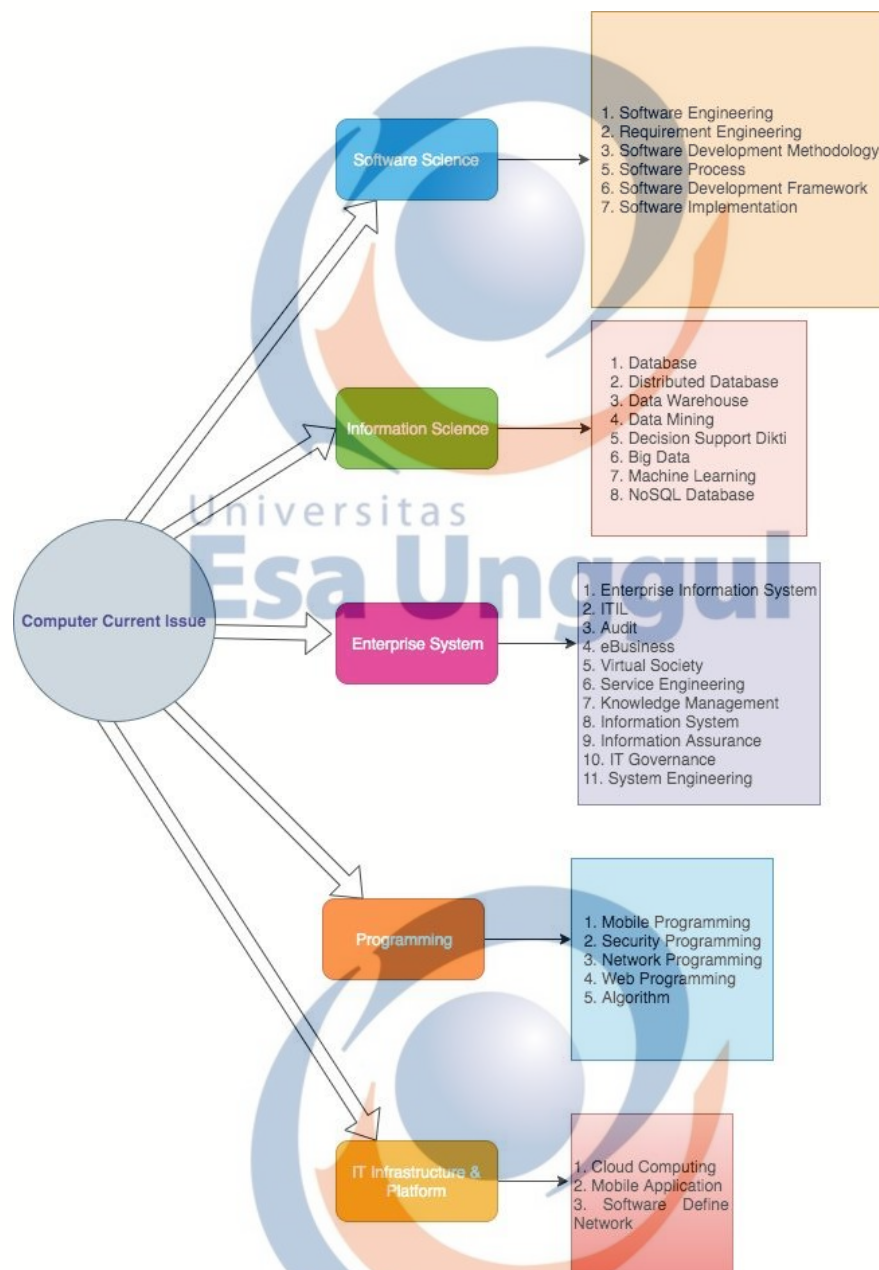 Computer Current Issue
Software Science
1. Software Engineering
2. Requirement Engineering
3. Software Development Methodology
5. Software Process
6. Software Development Framework
7. Software Implementation
Information Science
1. Database
2. Distributed Database
3. Data Warehouse
4. Data Mining
5. Decision Support Dikti
6. Big Data
7. Machine Learning
8. NoSQL Database
Universitas
Esa Unggul
Enterprise System
1. Enterprise Information System
2. ITIL
3. Audit
4. eBusiness
5. Virtual Society
6. Service Engineering
7. Knowledge Management
8. Information System
9. Information Assurance
10. IT Governance
11. System Engineering
Programming
1. Mobile Programming
2. Security Programming
3. Network Programming
4. Web Programming
5. Algorithm
IT Infrastructure &
Platform
1. Cloud Computing
2. Mobile Application
3. Software Define
Network